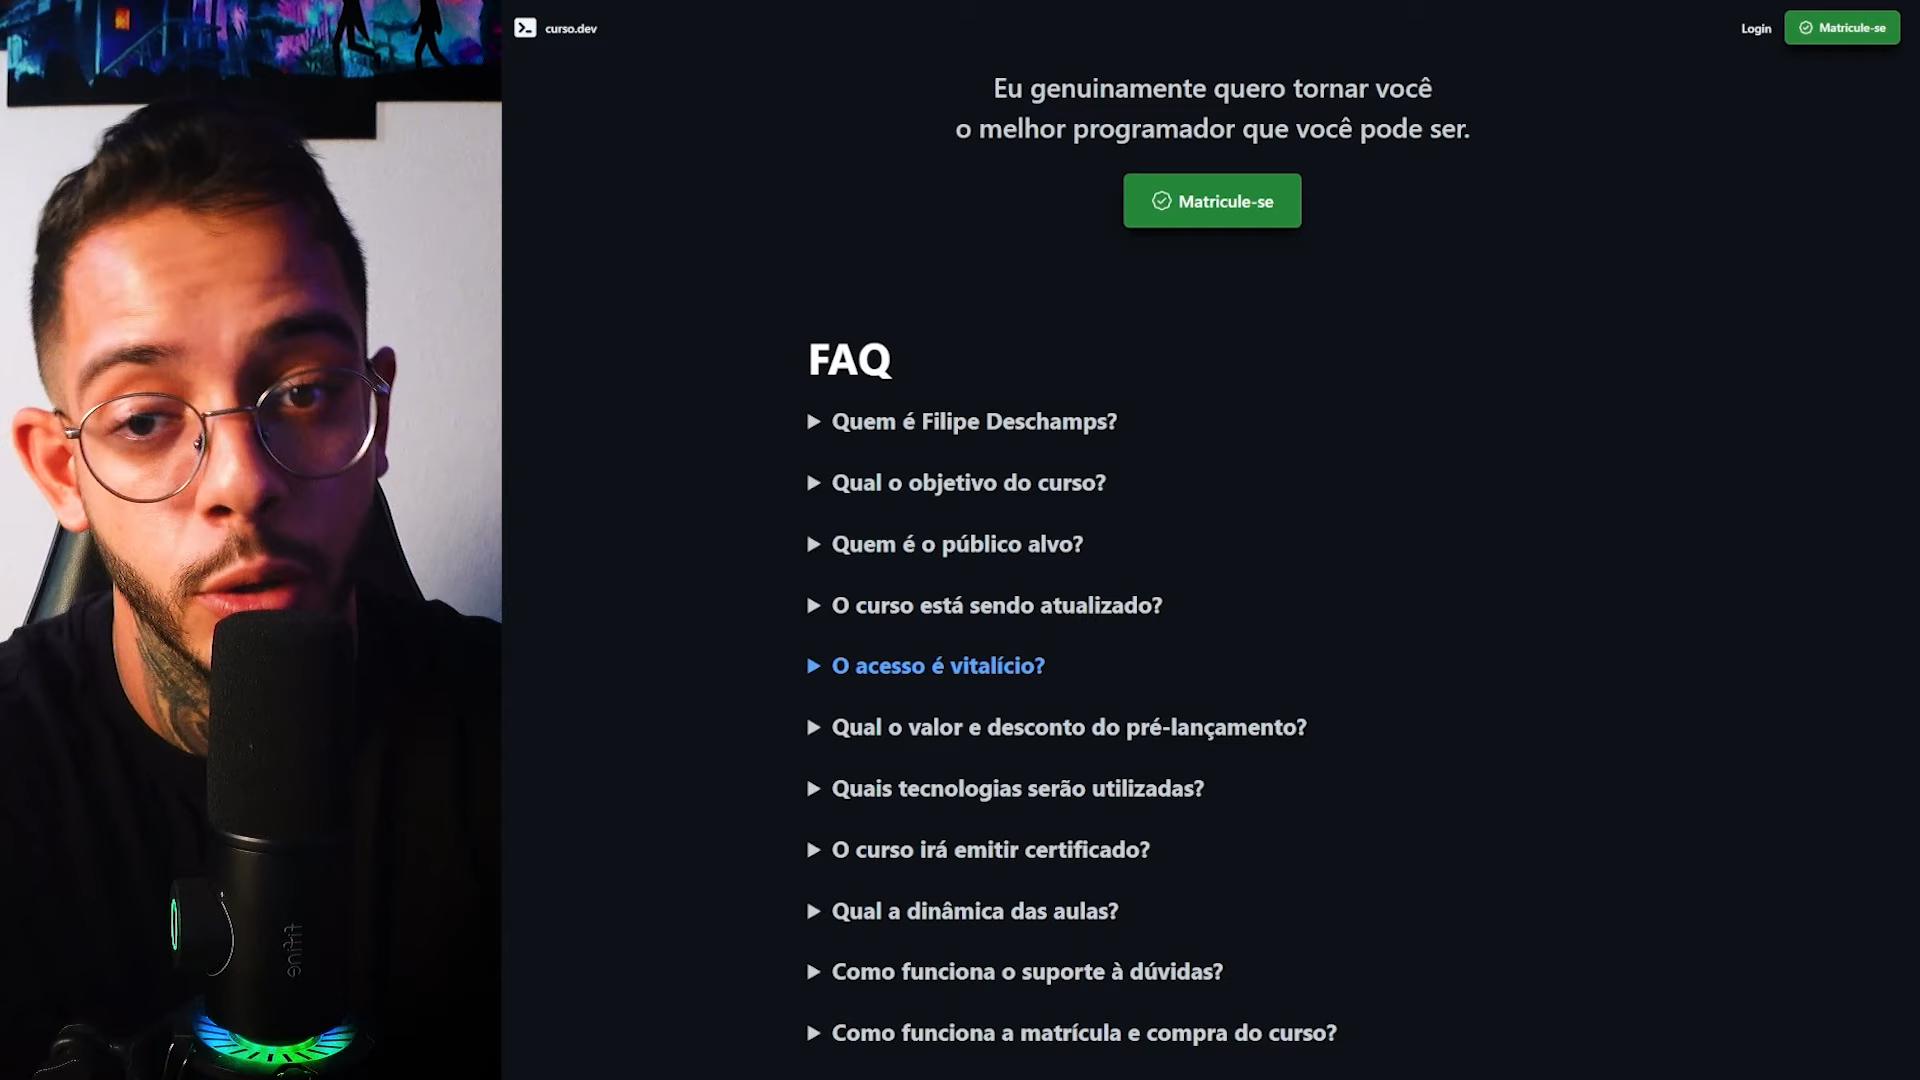 curso.dev
Login
Matricule-se
Eu genuinamente quero tornar você
o melhor programador que você pode ser.
Matricule-se
FAQ
Quem é Filipe Deschamps?
Qual o objetivo do curso?
Quem é o público alvo?
O curso está sendo atualizado?
O acesso é vitalício?
Qual o valor e desconto do pré-lançamento?
Quais tecnologias serão utilizadas?
O curso irá emitir certificado?
Qual a dinâmica das aulas?
Como funciona o suporte à dúvidas?
Como funciona a matrícula e compra do curso?
fifine